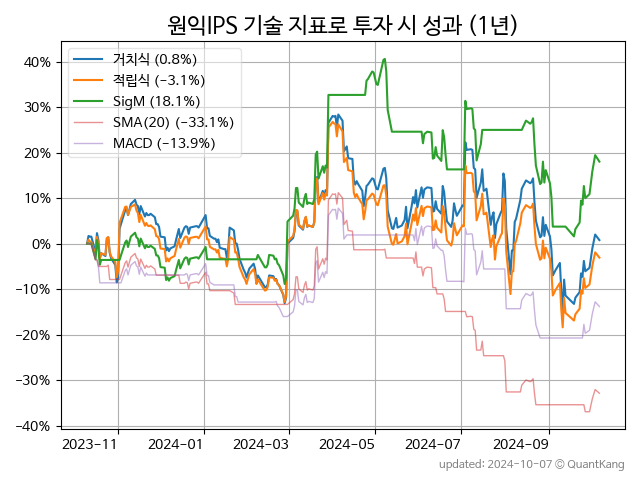 원익IPS 기술 지표로 투자 시 성과 (1년)
거치식 (0.8%)
적립식 (−3.1%)
SigM (18.1%)
SMA(20) (−33.1%)
MACD (−13.9%)
40%
30%
20%
10%
0%
−10%
−20%
−30%
−40%
2023-11 2024-01 2024-03 2024-05 2024-07 2024-09
updated: 2024-10-07 © QuantKang